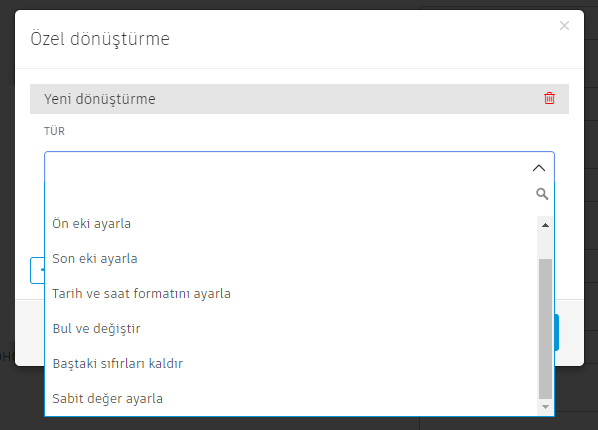 Özel dönüştürme
Yeni dönüştürme
TÜR
Ön eki ayarla
Son eki ayarla
Tarih ve saat formatını ayarla
Bul ve değiştir
Baştaki sıfırları kaldır
Sabit değer ayarla